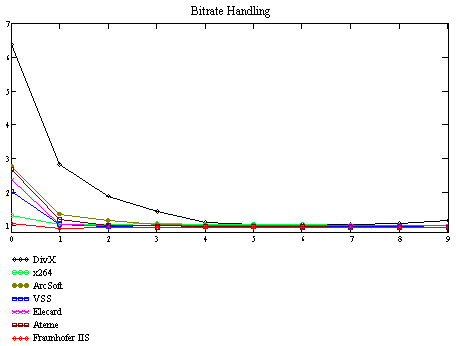 Bitrate Handling
7
6
5
4
3
2
1
0 1 2 3 4 5 6 7 8 9
DivX
x264
ArcSoft
VSS
Elecard
Ateme
Fraunhofer IIS